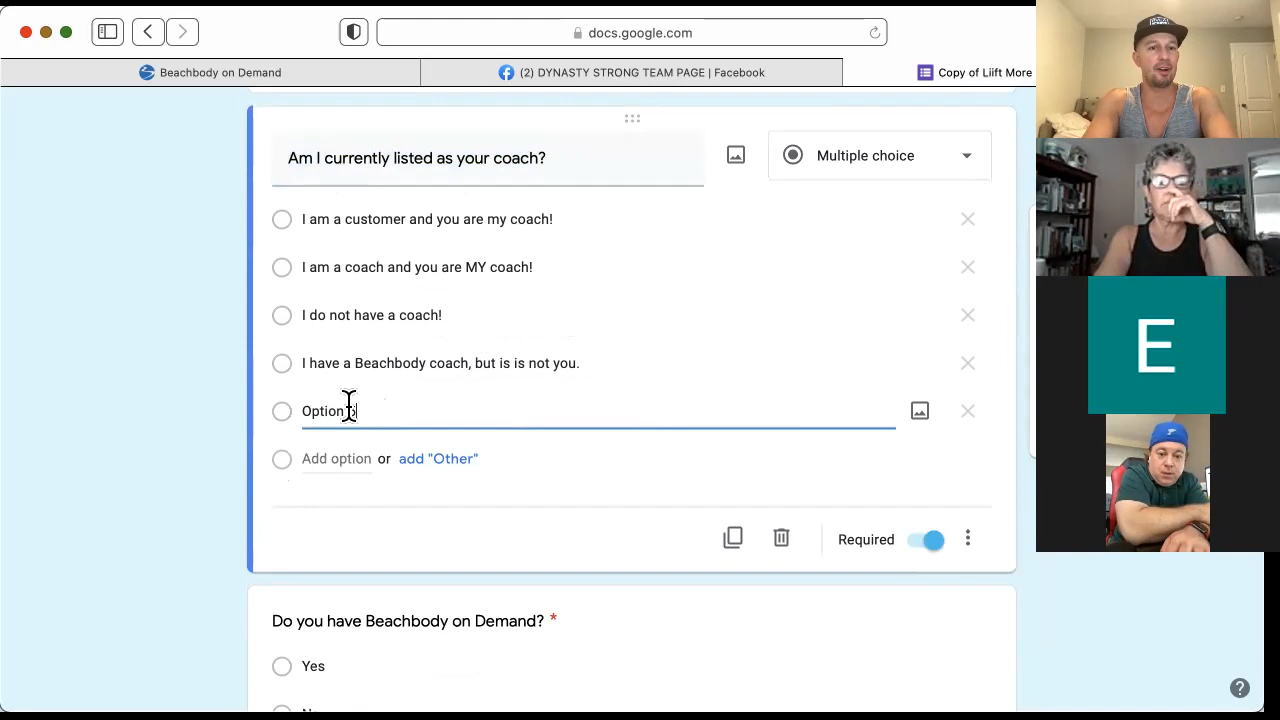 docs.google.com
Beachbody on Demand
(2) DYNASTY STRONG TEAM PAGE | Facebook
Copy of Liift More
Am I currently listed as your coach?
Multiple choice
I am a customer and you are my coach!
I am a coach and you are MY coach!
I do not have a coach!
I have a Beachbody coach, but is is not you.
Option
Add option or add "Other"
Required
Do you have Beachbody on Demand? *
Yes
E